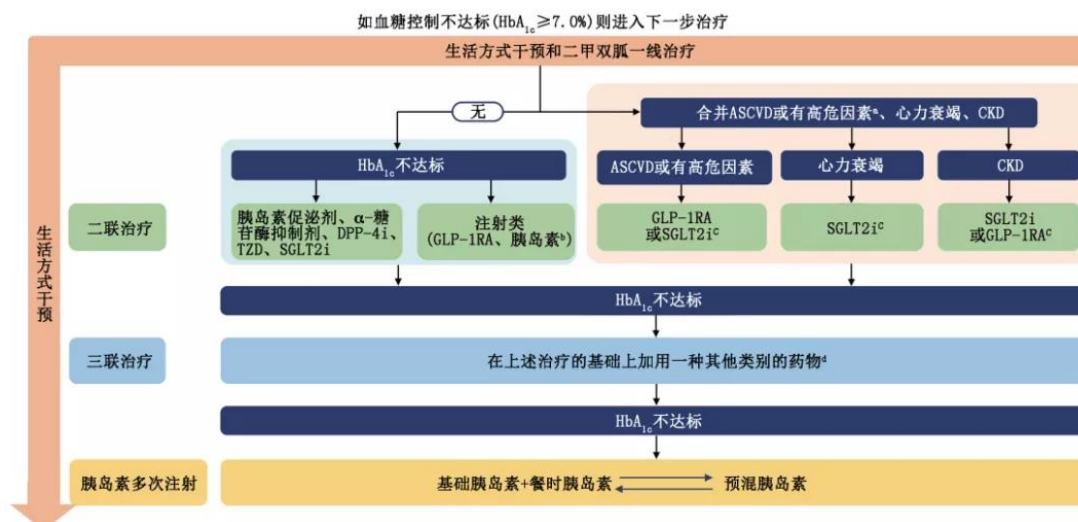 如血糖控制不达标(HbA₁c≥7.0%)则进入下一步治疗
生活方式干预和二甲双胍一线治疗
无
合并ASCVD或有高危因素ᵃ、心力衰竭、CKD
HbA₁c不达标
ASCVD或有高危因素
心力衰竭
CKD
生活方式干预
二联治疗
胰岛素促泌剂、α-糖
苷酶抑制剂、DPP-4i、
TZD、SGLT2i
注射类
(GLP-1RA、胰岛素ᵇ)
GLP-1RA
或SGLT2iᶜ
SGLT2iᶜ
SGLT2i
或GLP-1RAᶜ
HbA₁c不达标
三联治疗
在上述治疗的基础上加用一种其他类别的药物ᵈ
HbA₁c不达标
胰岛素多次注射
基础胰岛素+餐时胰岛素
预混胰岛素